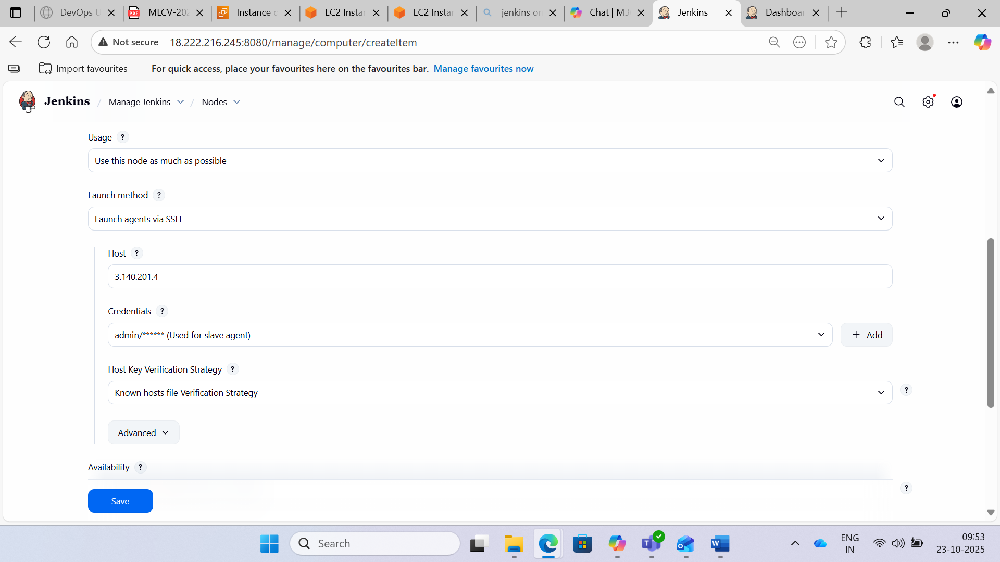 DevOps U
MLCV-202
Instance c
EC2 Instan
EC2 Instan
jenkins on
Chat | M3
Jenkins
Dashboar
Not secure
18.222.216.245:8080/manage/computer/createItem
Import favourites
For quick access, place your favourites here on the favourites bar. Manage favourites now
Jenkins / Manage Jenkins / Nodes
Usage ?
Use this node as much as possible
Launch method ?
Launch agents via SSH
Host ?
3.140.201.4
Credentials ?
admin/****** (Used for slave agent)
+ Add
Host Key Verification Strategy ?
Known hosts file Verification Strategy
?
Advanced
Availability ?
?
Save
Search
ENG
IN
09:53
23-10-2025